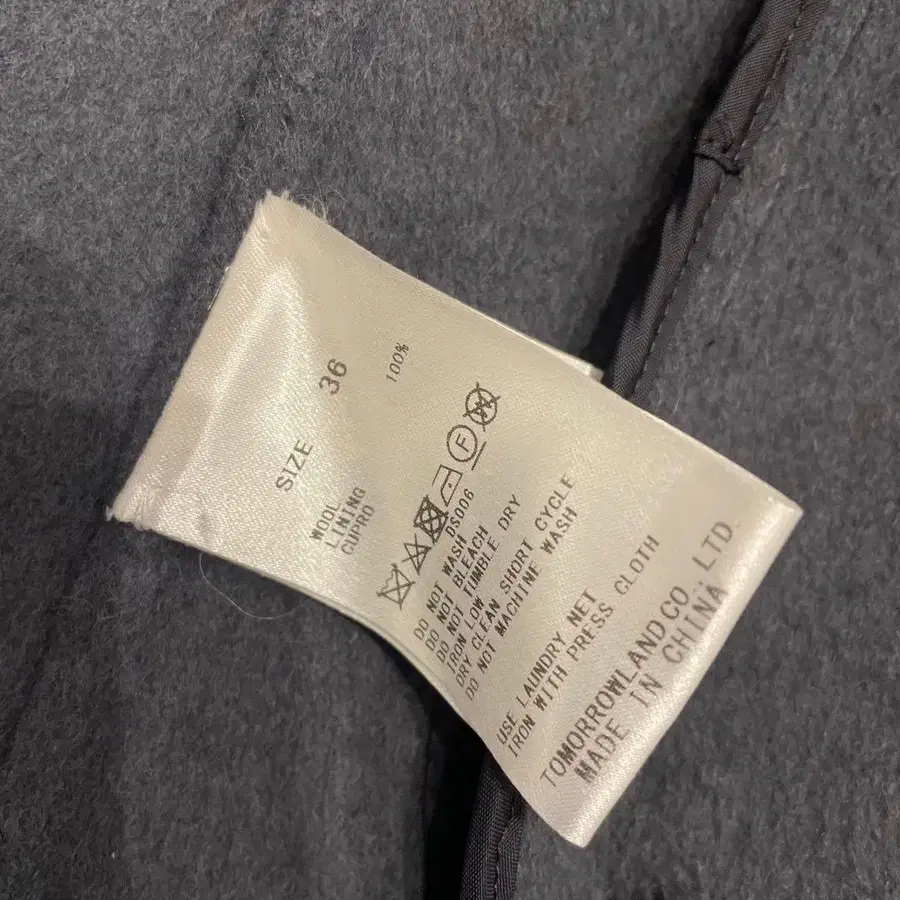 SIZE 36
WOOL 100%
LINING
CUPRO
F
W
DS006
DO NOT WASH
DO NOT BLEACH
DO NOT TUMBLE DRY
IRON LOW
DRY CLEAN SHORT CYCLE
DO NOT MACHINE WASH
USE LAUNDRY NET
IRON WITH PRESS CLOTH
TOMORROWLAND CO. LTD
MADE IN CHINA